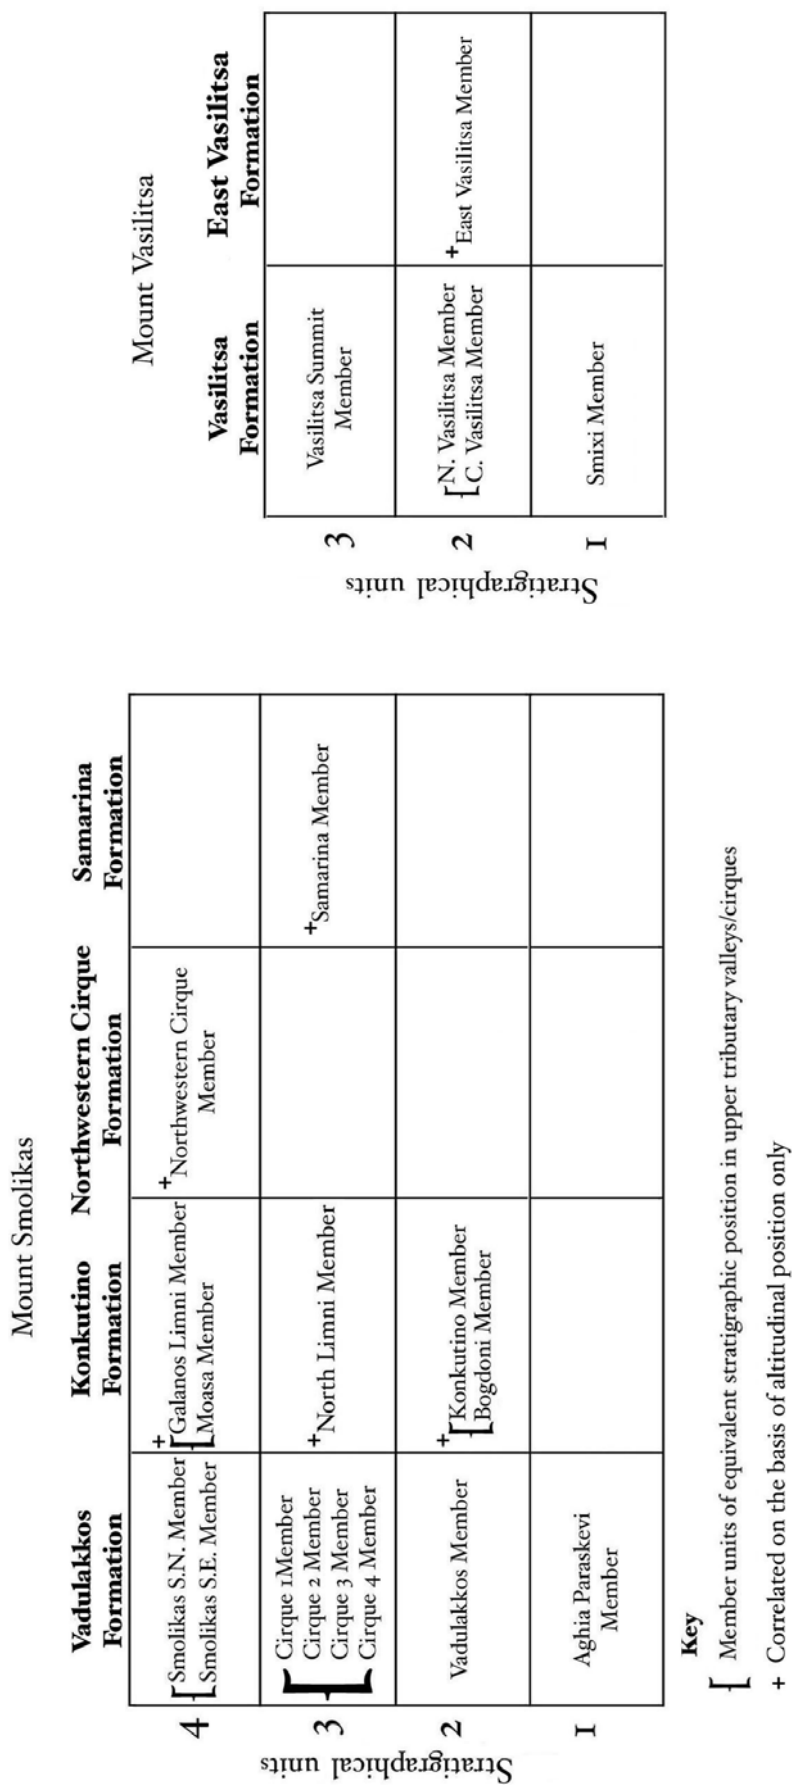 Mount Smolikas
Vadulakkos
Formation
Konkutino
Formation
Northwestern Cirque
Formation
Samarina
Formation
Stratigraphical units
4
[Smolikas S.N. Member
Smolikas S.E. Member
+
[Galanos Limni Member
Moasa Member
+Northwestern Cirque
Member
3
[Cirque 1Member
Cirque 2 Member
Cirque 3 Member
Cirque 4 Member
+North Limni Member
+Samarina Member
2
Vadulakkos Member
+
[Konkutino Member
Bogdoni Member
1
Aghia Paraskevi
Member
Mount Vasilitsa
Vasilitsa
Formation
East Vasilitsa
Formation
Stratigraphical units
3
Vasilitsa Summit
Member
2
[N. Vasilitsa Member
C. Vasilitsa Member
+East Vasilitsa Member
1
Smixi Member
Key
[ Member units of equivalent stratigraphic position in upper tributary valleys/cirques
+ Correlated on the basis of altitudinal position only